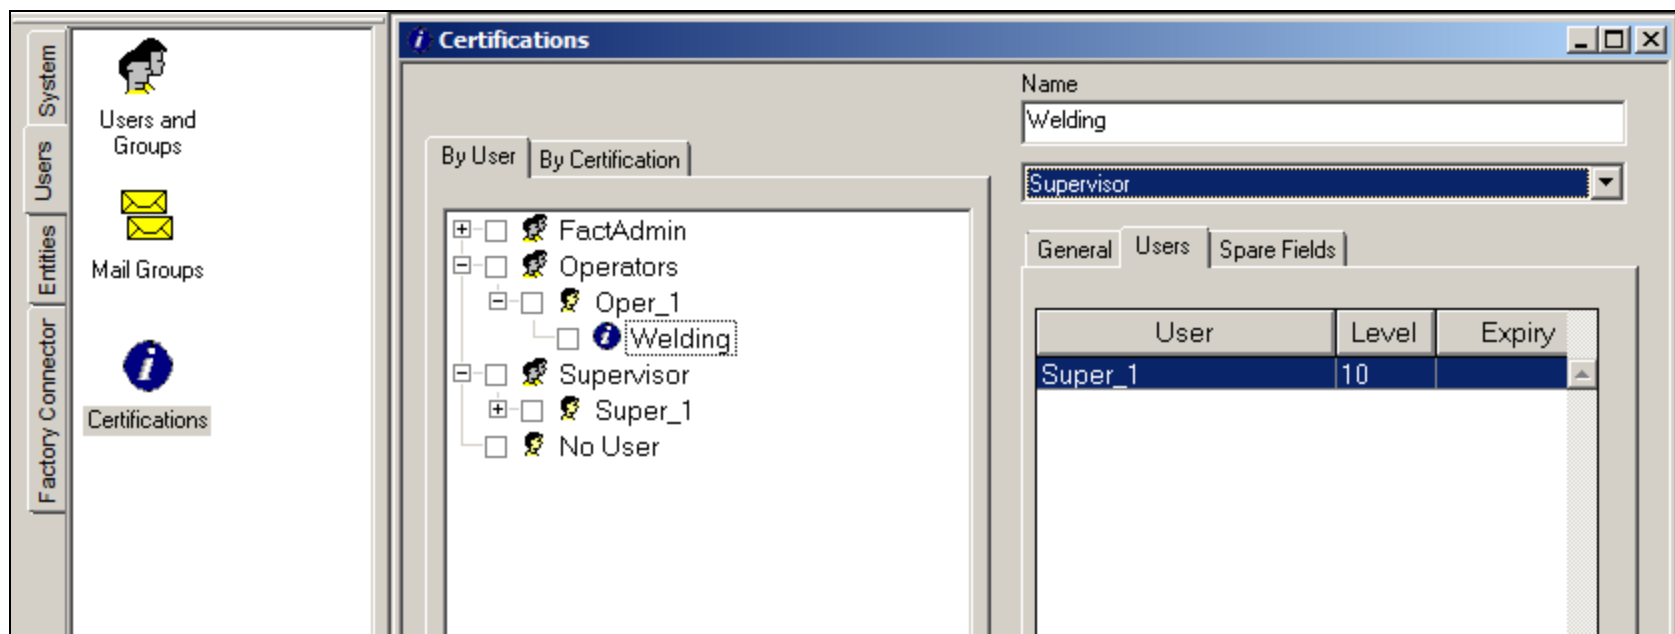 System
Users
Entities
Factory Connector
Users and
Groups
Mail Groups
Certifications
Certifications
By User
By Certification
FactAdmin
Operators
Oper_1
Welding
Supervisor
Super_1
No User
Name
Welding
Supervisor
General Users Spare Fields
User Level Expiry
Super_1 10